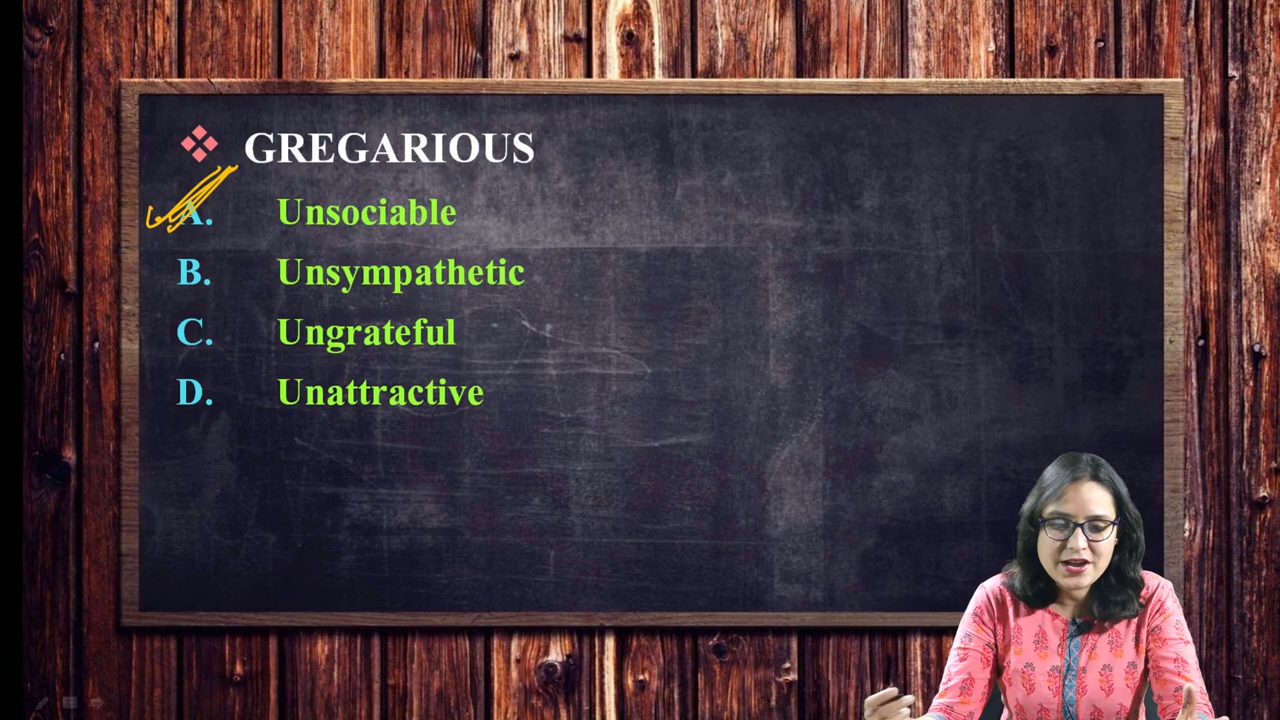 GREGARIOUS
A. Unsociable
B. Unsympathetic
C. Ungrateful
D. Unattractive